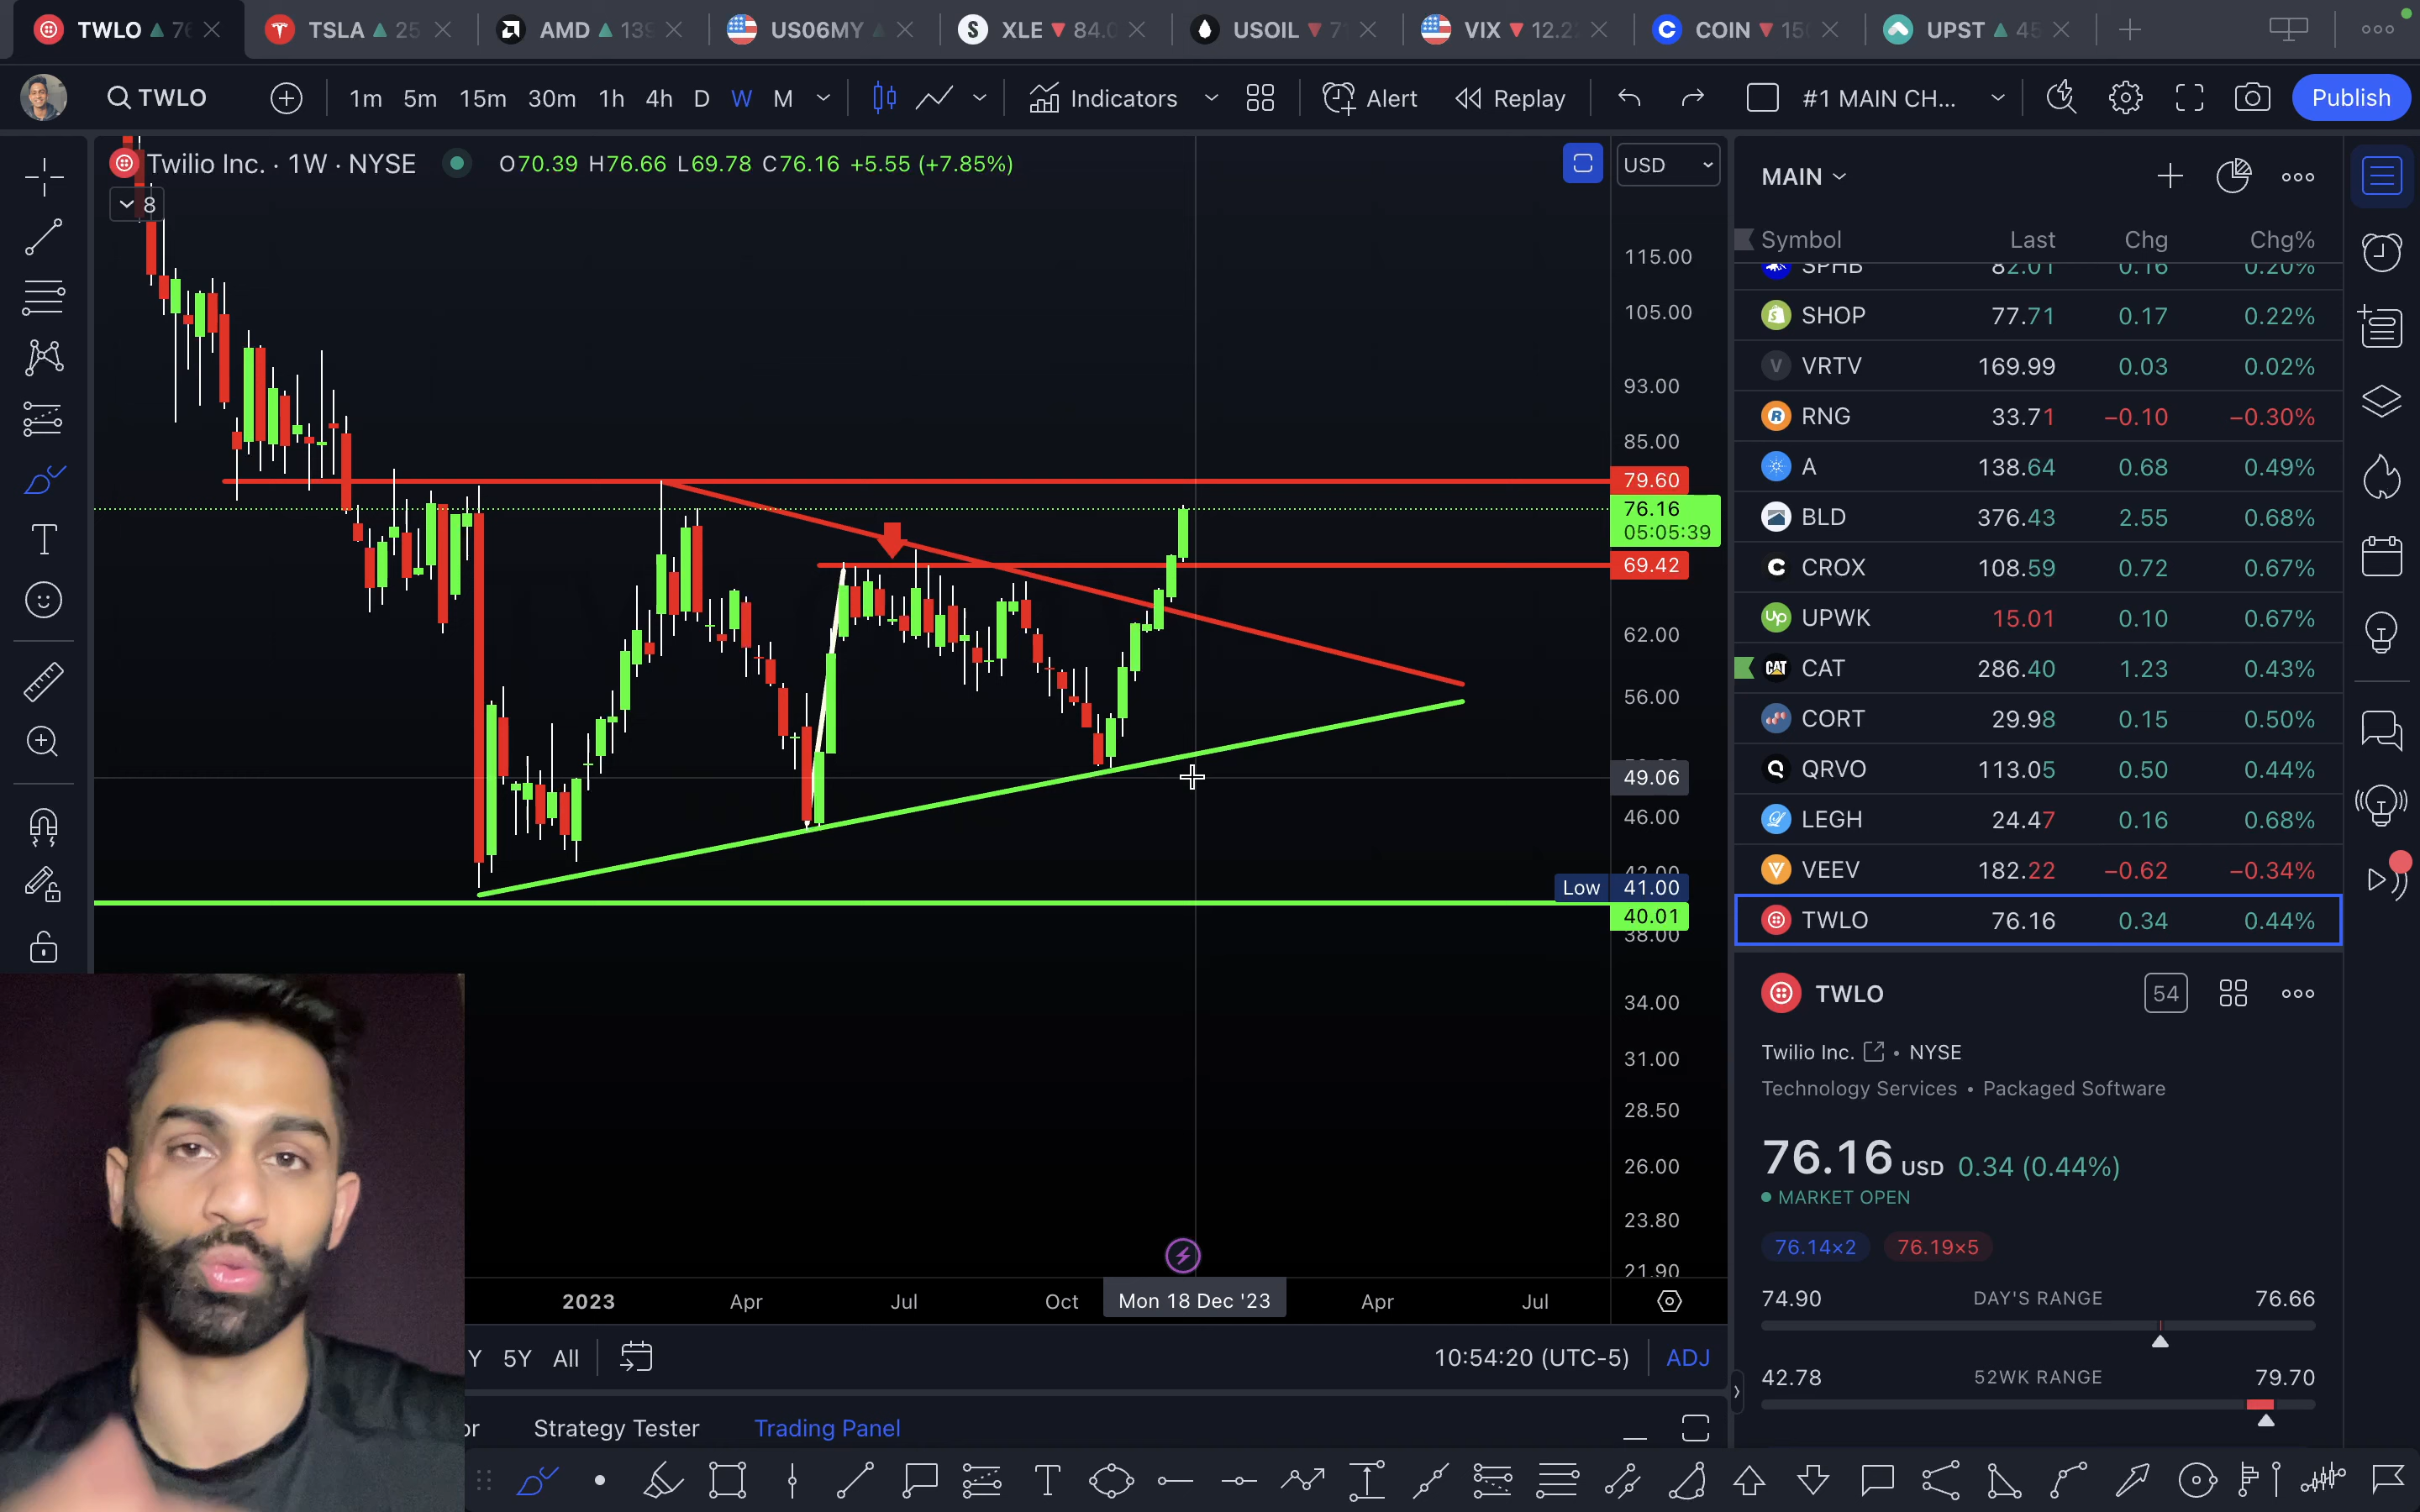 TWLO 76 TSLA 25 AMD 139 US06MY XLE 84.0 USOIL 71 VIX 12.2 COIN 150 UPST 45
TWLO 1m 5m 15m 30m 1h 4h D W M Indicators Alert Replay #1 MAIN CH... Publish
Twilio Inc. · 1W · NYSE O70.39 H76.66 L69.78 C76.16 +5.55 (+7.85%) USD
8
115.00
105.00
93.00
85.00
79.60
76.16
05:05:39
69.42
62.00
56.00
49.06
46.00
42.00
Low 41.00
40.01
38.00
34.00
31.00
28.50
26.00
23.80
21.90
2023 Apr Jul Oct Mon 18 Dec '23 Apr Jul
Y 5Y All 10:54:20 (UTC-5) ADJ
or Strategy Tester Trading Panel
MAIN
Symbol Last Chg Chg%
SPHB 82.01 0.16 0.20%
SHOP 77.71 0.17 0.22%
V VRTV 169.99 0.03 0.02%
RNG 33.71 −0.10 −0.30%
A 138.64 0.68 0.49%
BLD 376.43 2.55 0.68%
CROX 108.59 0.72 0.67%
Up UPWK 15.01 0.10 0.67%
CAT CAT 286.40 1.23 0.43%
CORT 29.98 0.15 0.50%
QRVO 113.05 0.50 0.44%
LEGH 24.47 0.16 0.68%
VEEV 182.22 −0.62 −0.34%
TWLO 76.16 0.34 0.44%
TWLO 54
Twilio Inc. • NYSE
Technology Services • Packaged Software
76.16 USD 0.34 (0.44%)
MARKET OPEN
76.14×2 76.19×5
74.90 DAY'S RANGE 76.66
42.78 52WK RANGE 79.70